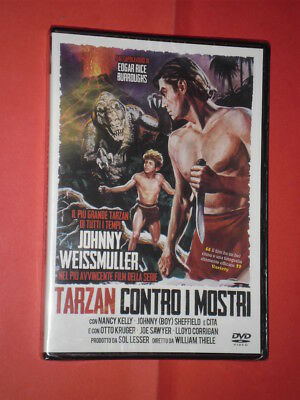 EDGAR RICE
BURROUGHS
IL PIÙ GRANDE TARZAN
DI TUTTI I TEMPI
JOHNNY
WEISSMULLER
NEL PIÙ AVVINCENTE FILM DELLA SERIE
TARZAN CONTRO I MOSTRI
CON NANCY KELLY · JOHNNY (BOY) SHEFFIELD E CITA
E CON OTTO KRUGER · JOE SAWYER · LLOYD CORRIGAN
PRODOTTO DA SOL LESSER DIRETTO DA WILLIAM THIELE
DVD
VIDEO